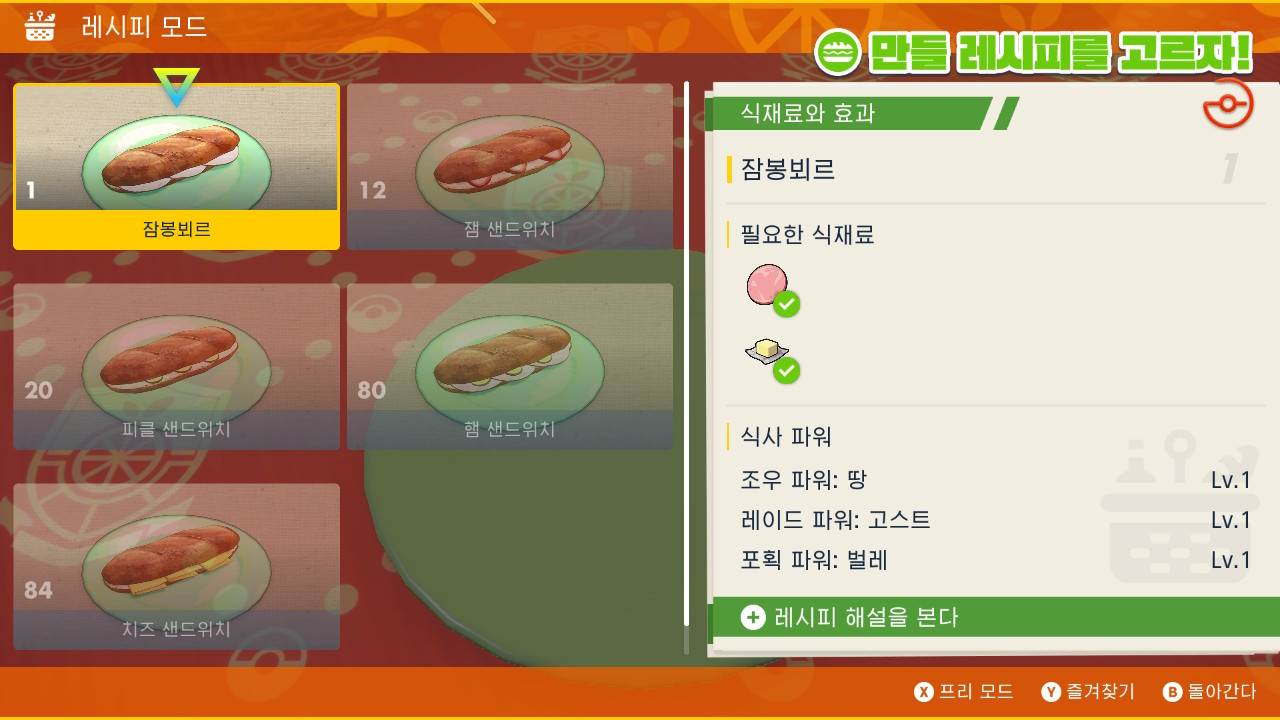 레시피 모드
만들 레시피를 고르자!
1
잠봉뵈르
12
잼 샌드위치
20
피클 샌드위치
80
햄 샌드위치
84
치즈 샌드위치
식재료와 효과
잠봉뵈르 1
필요한 식재료
식사 파워
조우 파워: 땅 Lv.1
레이드 파워: 고스트 Lv.1
포획 파워: 벌레 Lv.1
+ 레시피 해설을 본다
X 프리 모드 Y 즐겨찾기 B 돌아간다